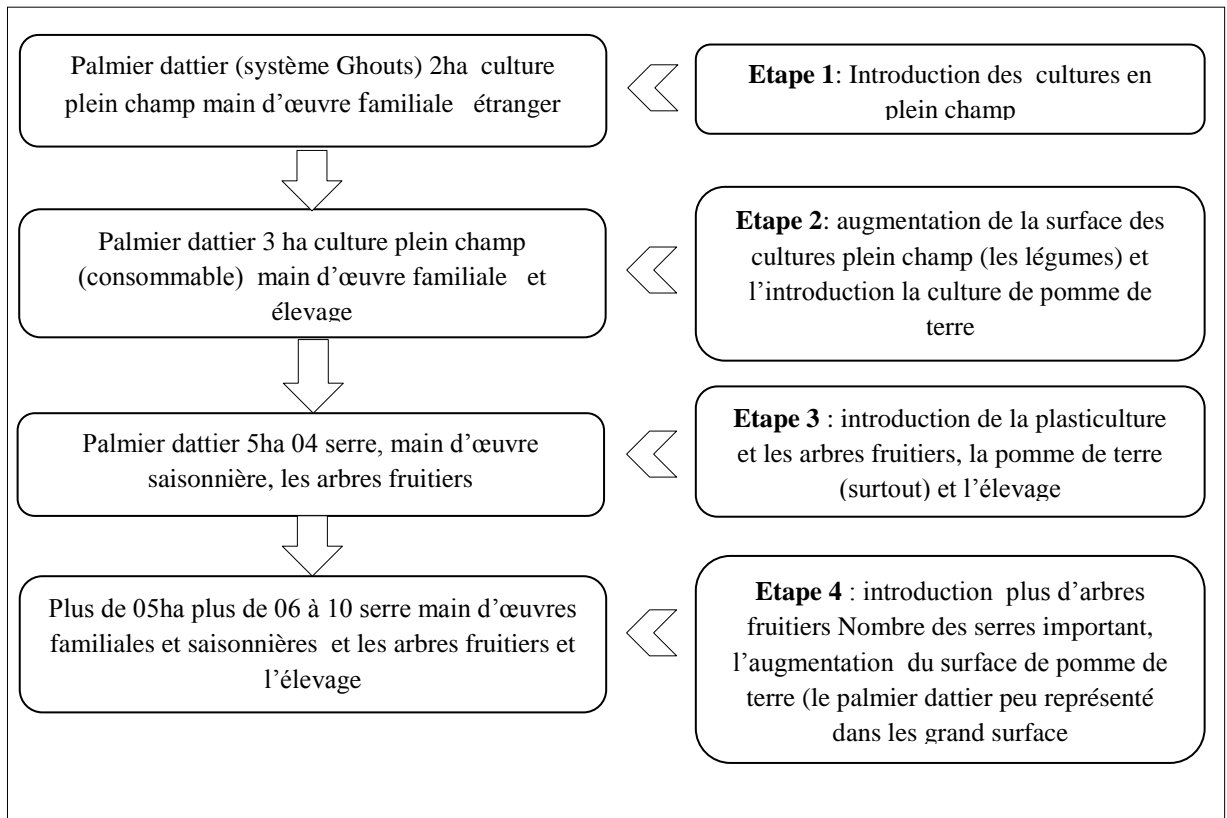 Palmier dattier (système Ghouts) 2ha culture
plein champ main d’œuvre familiale étranger
Etape 1: Introduction des cultures en
plein champ
Palmier dattier 3 ha culture plein champ
(consommable) main d’œuvre familiale et
élevage
Etape 2: augmentation de la surface des
cultures plein champ (les légumes) et
l’introduction la culture de pomme de
terre
Palmier dattier 5ha 04 serre, main d’œuvre
saisonnière, les arbres fruitiers
Etape 3 : introduction de la plasticulture
et les arbres fruitiers, la pomme de terre
(surtout) et l’élevage
Plus de 05ha plus de 06 à 10 serre main d’œuvres
familiales et saisonnières et les arbres fruitiers et
l’élevage
Etape 4 : introduction plus d’arbres
fruitiers Nombre des serres important,
l’augmentation du surface de pomme de
terre (le palmier dattier peu représenté
dans les grand surface